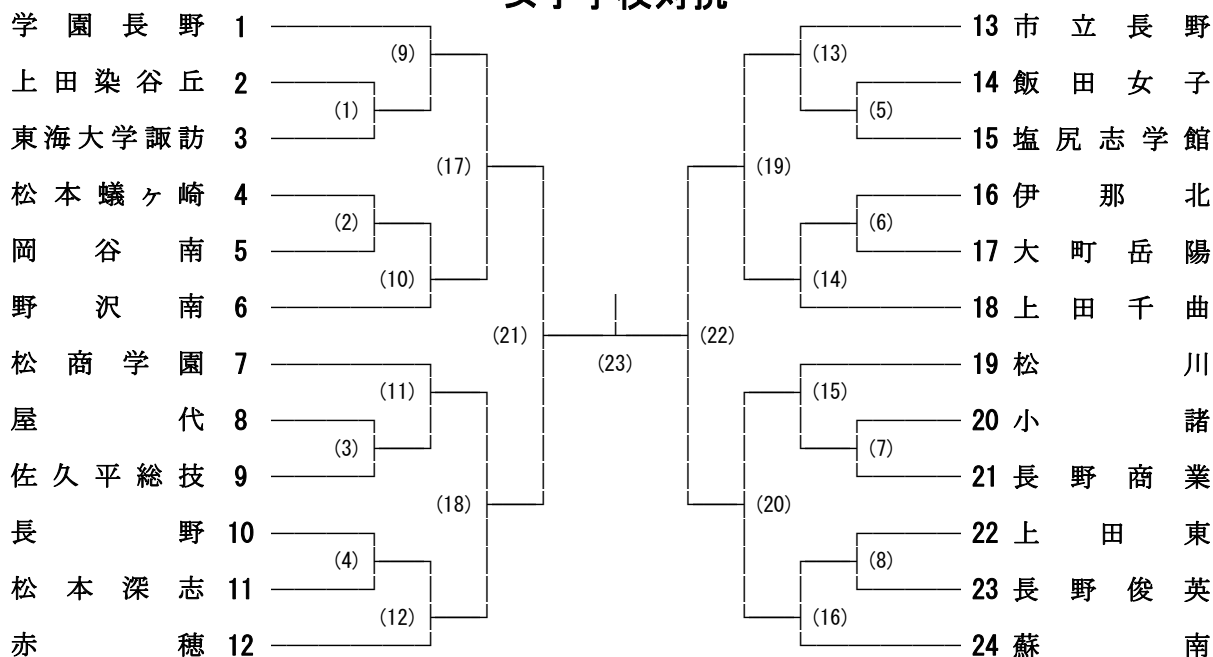 女子学校対抗
学園長野 1
(9)
上田染谷丘 2
(1)
東海大学諏訪 3
(17)
松本蟻ヶ崎 4
(2)
岡谷南 5
(10)
野沢南 6
(21)
松商学園 7
(11)
屋代 8
(3)
佐久平総技 9
(18)
長野 10
(4)
松本深志 11
(12)
赤穂 12
(23)
13 市立長野
(13)
14 飯田女子
(5)
15 塩尻志学館
(19)
16 伊那北
(6)
17 大町岳陽
(14)
18 上田千曲
(22)
19 松川
(15)
20 小諸
(7)
21 長野商業
(20)
22 上田東
(8)
23 長野俊英
(16)
24 蘇南